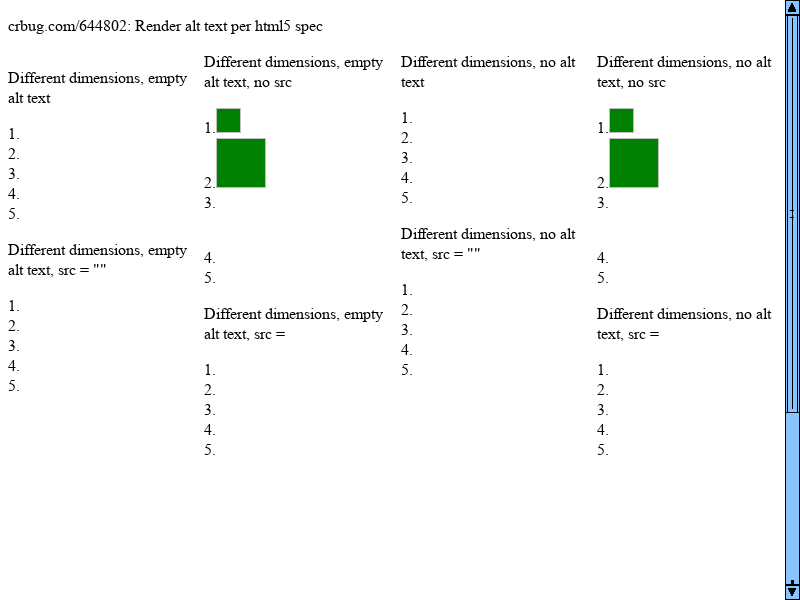 crbug.com/644802: Render alt text per html5 spec
Different dimensions, empty
alt text
1.
2.
3.
4.
5.
Different dimensions, empty
alt text, src = ""
1.
2.
3.
4.
5.
Different dimensions, empty
alt text, no src
1.
2.
3.
4.
5.
Different dimensions, empty
alt text, src =
1.
2.
3.
4.
5.
Different dimensions, no alt
text
1.
2.
3.
4.
5.
Different dimensions, no alt
text, src = ""
1.
2.
3.
4.
5.
Different dimensions, no alt
text, no src
1.
2.
3.
4.
5.
Different dimensions, no alt
text, src =
1.
2.
3.
4.
5.